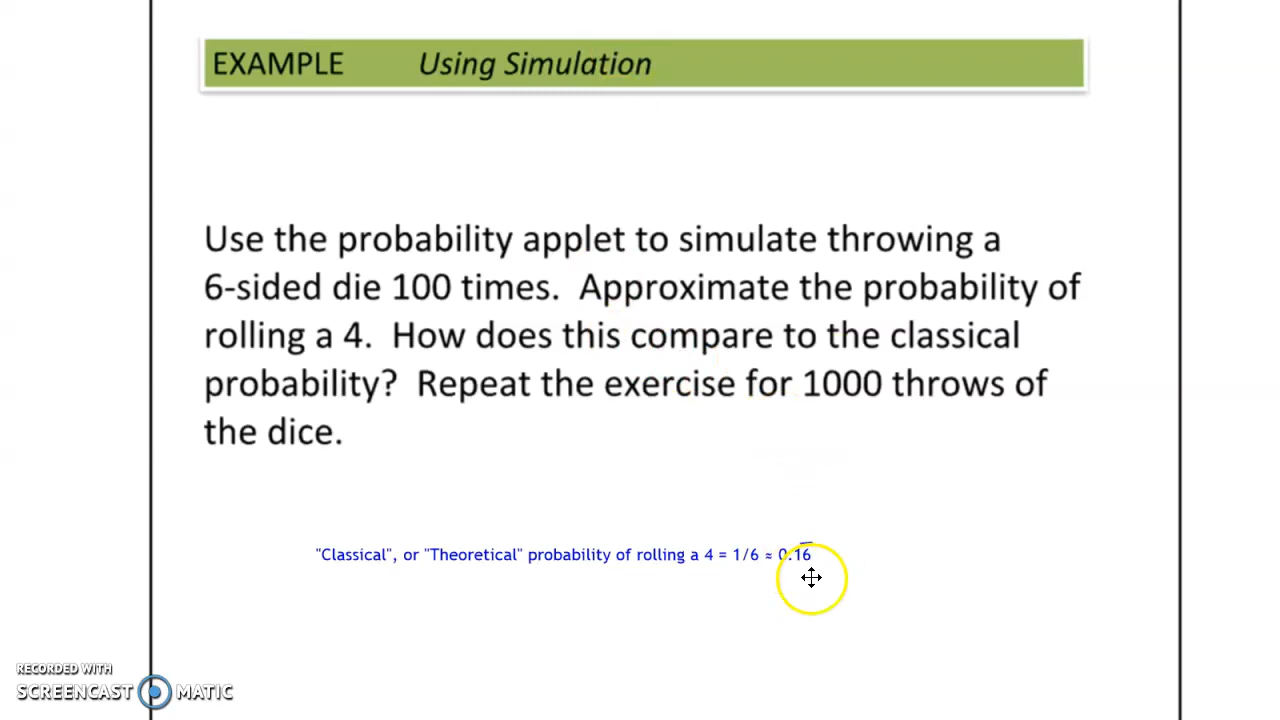 EXAMPLE Using Simulation
Use the probability applet to simulate throwing a
6-sided die 100 times. Approximate the probability of
rolling a 4. How does this compare to the classical
probability? Repeat the exercise for 1000 throws of
the dice.
"Classical", or "Theoretical" probability of rolling a 4 = 1/6 ≈ 0.16̅
RECORDED WITH
SCREENCAST MATIC